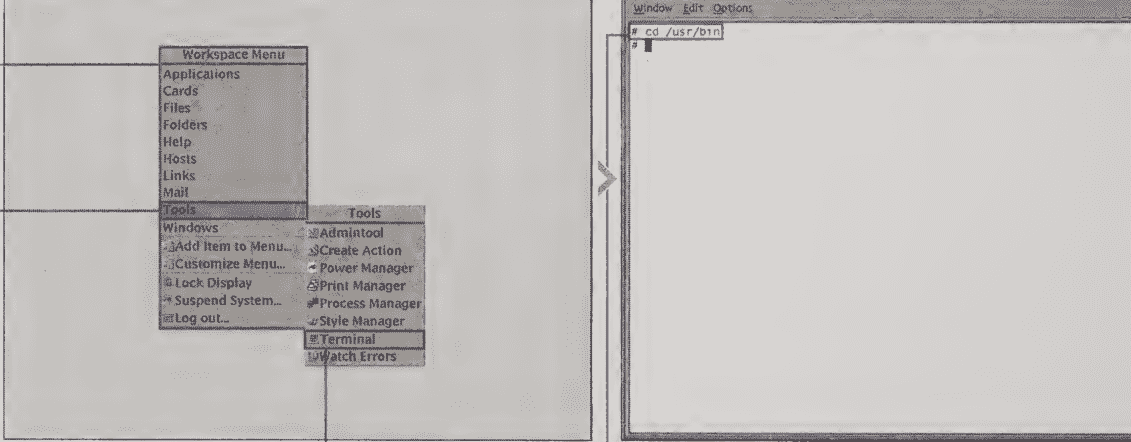 Workspace Menu
Applications
Cards
Files
Folders
Help
Hosts
Links
Mail
Tools
Windows
Add Item to Menu...
Customize Menu...
Lock Display
Suspend System...
Log out...
Tools
Admintool
Create Action
Power Manager
Print Manager
Process Manager
Style Manager
Terminal
Watch Errors
Window Edit Options
# cd /usr/bin
#